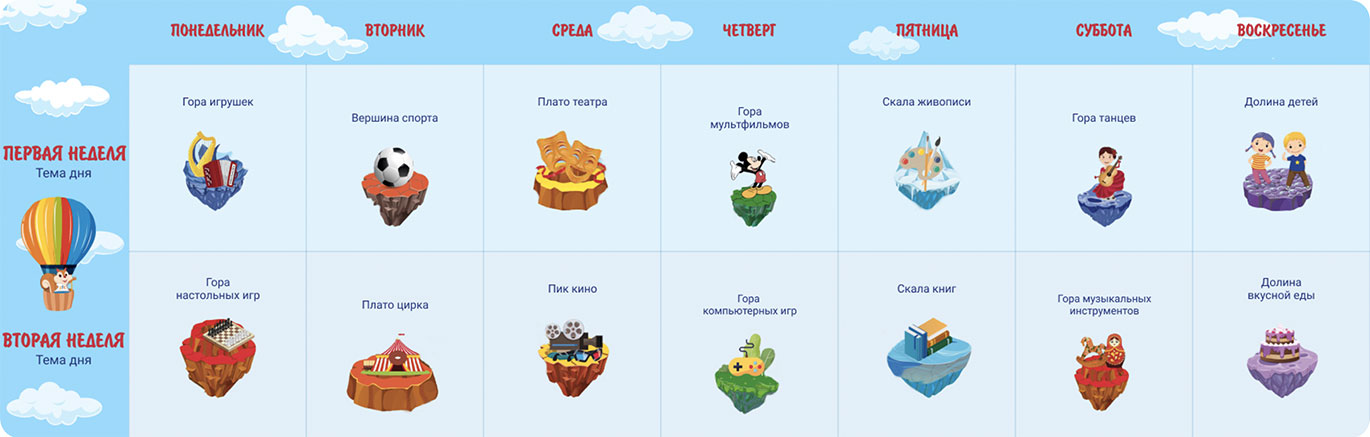 ПОНЕДЕЛЬНИК
ВТОРНИК
СРЕДА
ЧЕТВЕРГ
ПЯТНИЦА
СУББОТА
ВОСКРЕСЕНЬЕ
ПЕРВАЯ НЕДЕЛЯ
Тема дня
Гора игрушек
Вершина спорта
Плато театра
Гора
мультфильмов
Скала живописи
Гора танцев
Долина детей
ВТОРАЯ НЕДЕЛЯ
Тема дня
Гора
настольных игр
Плато цирка
Пик кино
Гора
компьютерных игр
Скала книг
Гора музыкальных
инструментов
Долина
вкусной еды